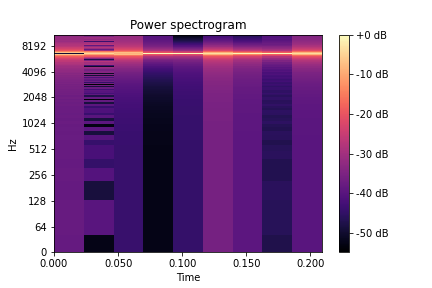 Power spectrogram
Hz
8192
4096
2048
1024
512
256
128
64
0
0.000
0.050
0.100
0.150
0.200
Time
+0 dB
-10 dB
-20 dB
-30 dB
-40 dB
-50 dB